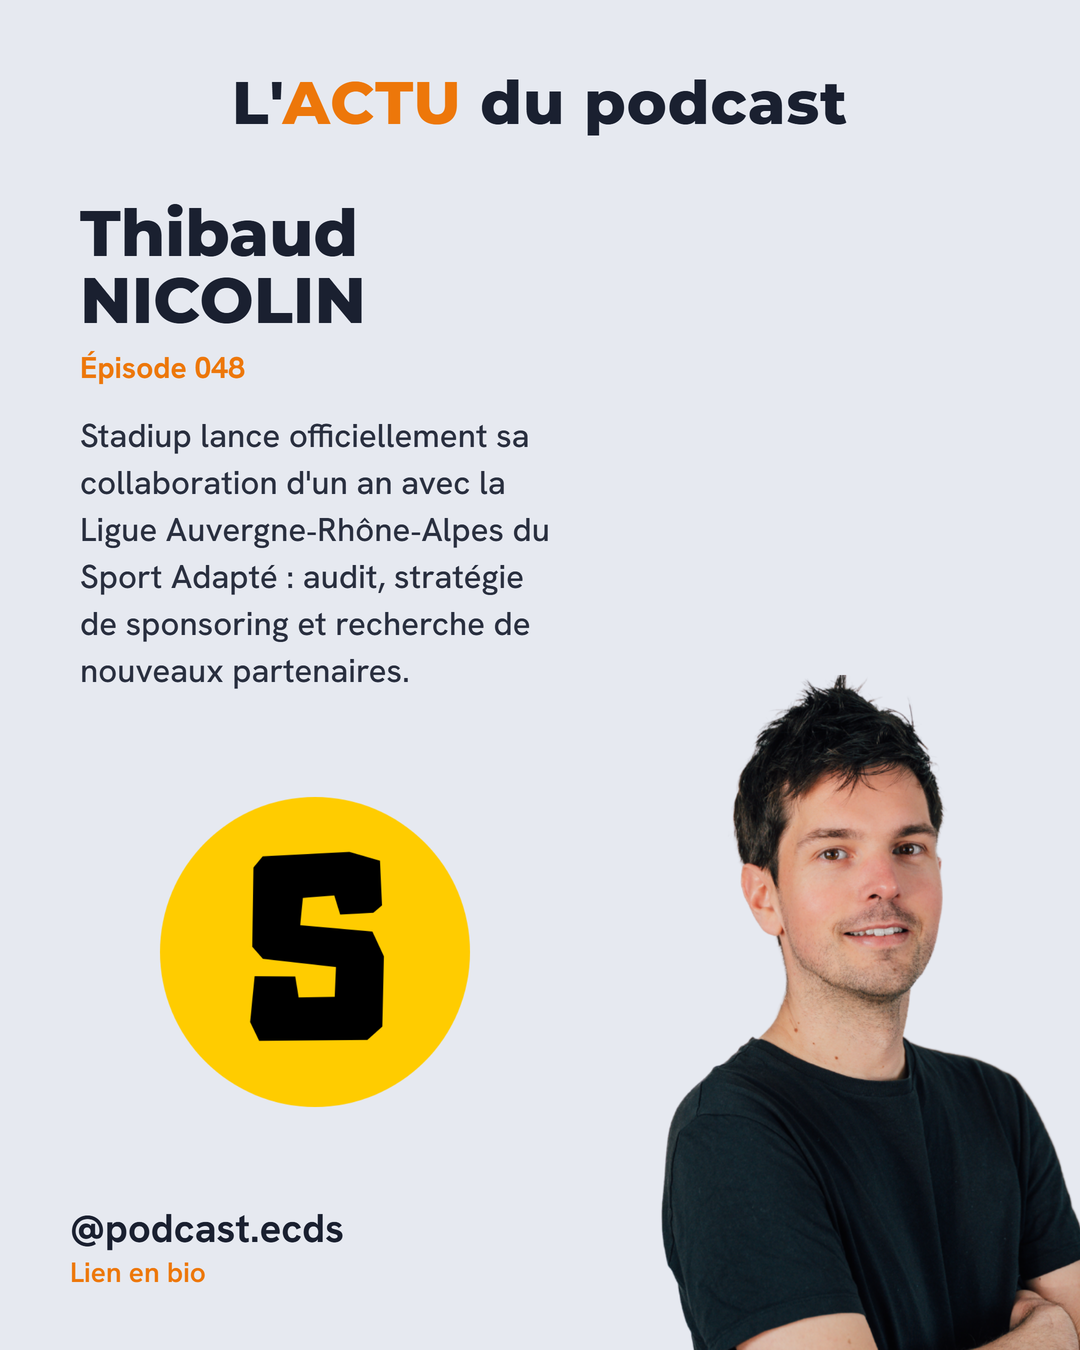 L'ACTU du podcast
Thibaud
NICOLIN
Épisode 048
Stadiup lance officiellement sa
collaboration d'un an avec la
Ligue Auvergne-Rhône-Alpes du
Sport Adapté : audit, stratégie
de sponsoring et recherche de
nouveaux partenaires.
S
@podcast.ecds
Lien en bio